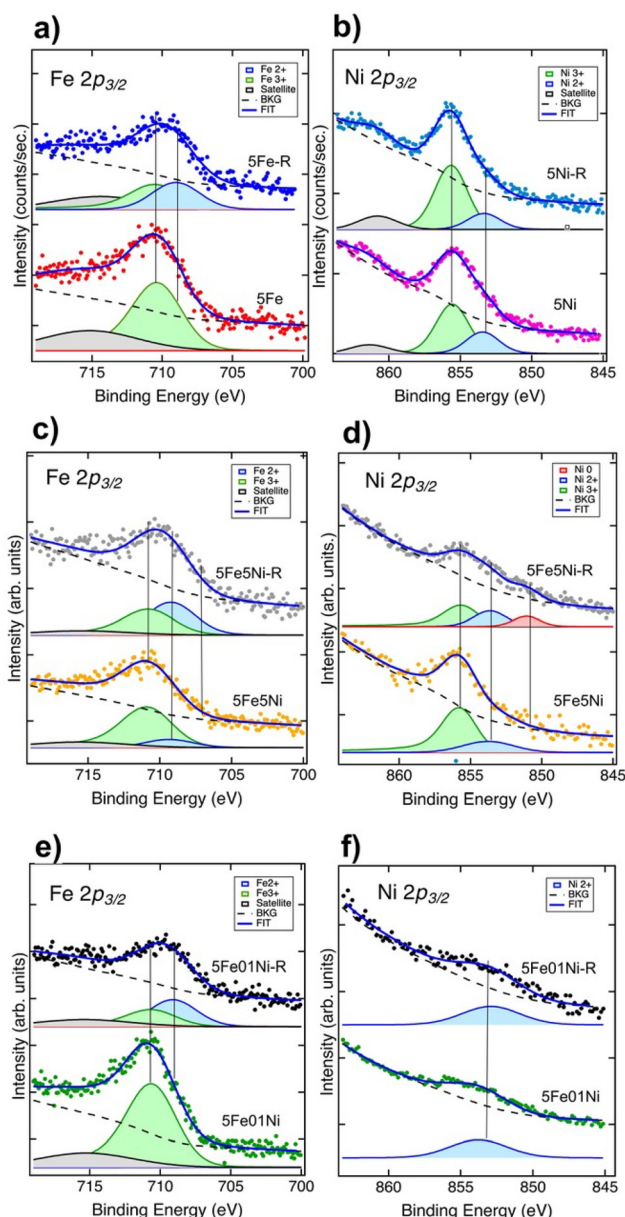 a)
Fe 2p3/2
Fe 2+
Fe 3+
Satellite
BKG
FIT
5Fe-R
5Fe
Intensity (counts/sec.)
715 710 705 700
Binding Energy (eV)
b)
Ni 2p3/2
Ni 3+
Ni 2+
Satellite
BKG
FIT
5Ni-R
5Ni
Intensity (counts/sec.)
860 855 850 845
Binding Energy (eV)
c)
Fe 2p3/2
Fe 2+
Fe 3+
Satellite
BKG
FIT
5Fe5Ni-R
5Fe5Ni
Intensity (arb. units)
715 710 705 700
Binding Energy (eV)
d)
Ni 2p3/2
Ni 0
Ni 2+
Ni 3+
BKG
FIT
5Fe5Ni-R
5Fe5Ni
Intensity (arb. units.)
860 855 850 845
Binding Energy (eV)
e)
Fe 2p3/2
Fe2+
Fe3+
Satellite
BKG
FIT
5Fe01Ni-R
5Fe01Ni
Intensity (arb. units)
715 710 705 700
Binding Energy (eV)
f)
Ni 2p3/2
Ni 2+
BKG
FIT
5Fe01Ni-R
5Fe01Ni
Intensity (arb. units)
860 855 850 845
Binding Energy (eV)